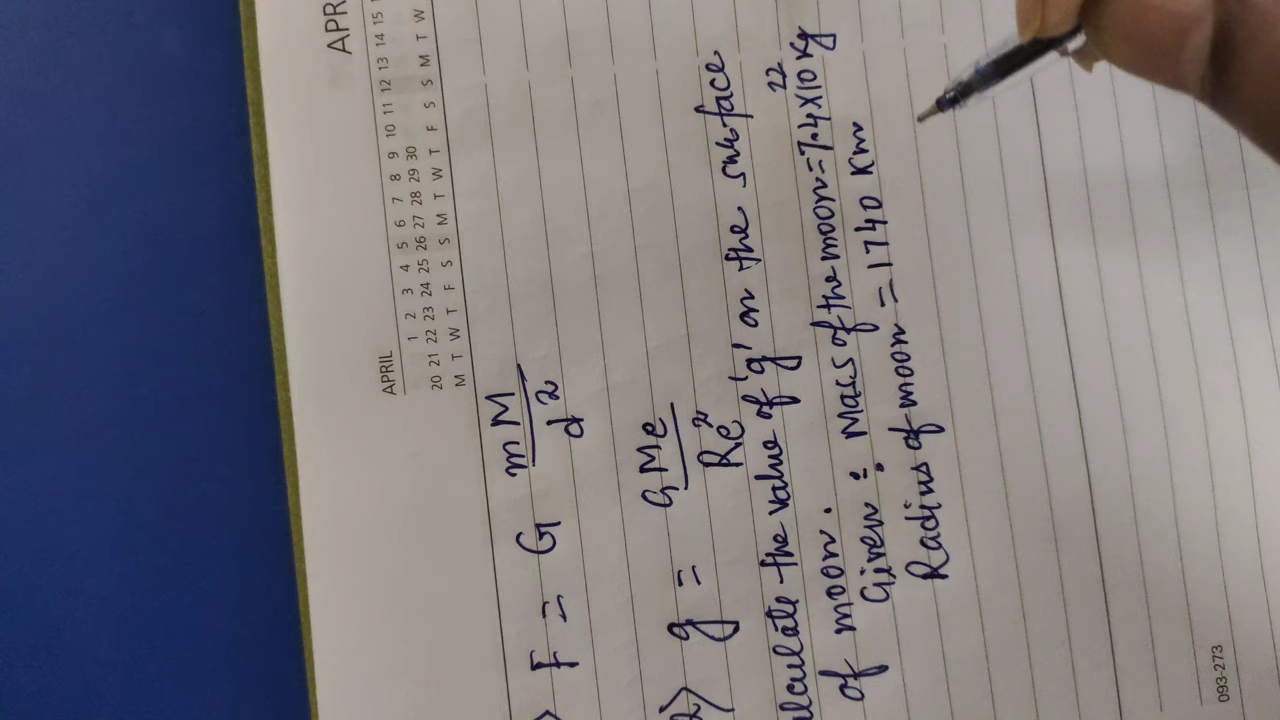 APR
APRIL
1 2 3 4 5 6 7 8 9 10 11 12 13 14 15
20 21 22 23 24 25 26 27 28 29 30
M T W T F S S M T W T F S S M T W
) F = G mM/d²
2) g = GMe/Re²
alculate the value of 'g' on the surface
of moon.
Given : Mass of the moon = 7.4×10²² Kg
Radius of moon = 1740 Km
093-273